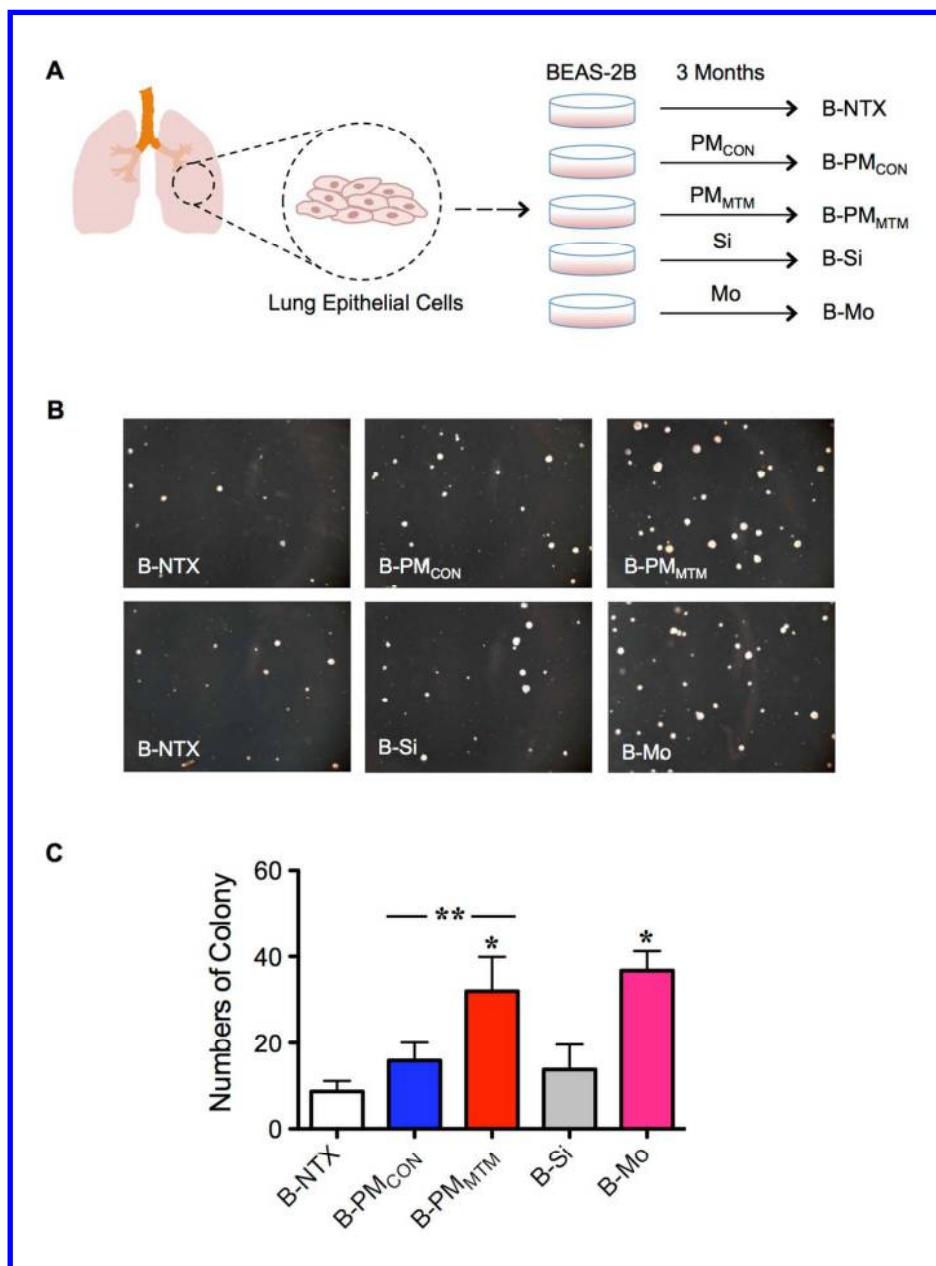 A
BEAS-2B 3 Months
B-NTX
PMCON
B-PMCON
PMMTM
B-PMMTM
Si
B-Si
Mo
B-Mo
Lung Epithelial Cells
B
B-NTX
B-PMCON
B-PMMTM
B-NTX
B-Si
B-Mo
C
Numbers of Colony
60
40
20
0
**
*
*
B-NTX
B-PMCON
B-PMMTM
B-Si
B-Mo